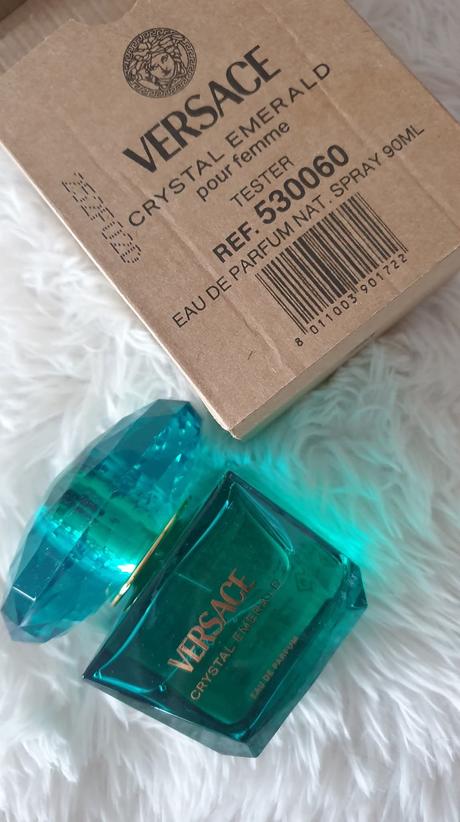 VERSACE
CRYSTAL EMERALD
pour femme
TESTER
REF. 530060
EAU DE PARFUM NAT. SPRAY 90ML
8 011003 901722
VERSACE
CRYSTAL EMERALD
EAU DE PARFUM